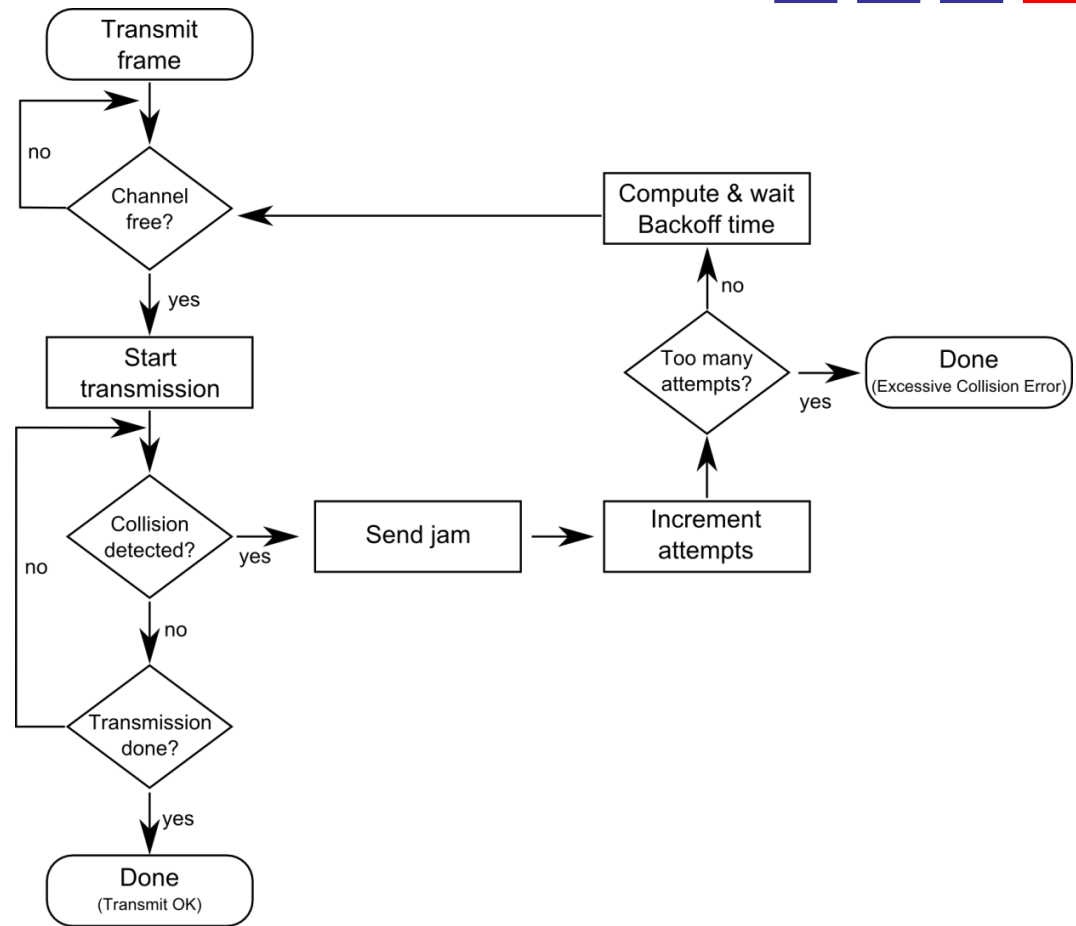 Transmit
frame
no
Channel
free?
yes
Start
transmission
Collision
detected?
yes
no
no
Transmission
done?
yes
Done
(Transmit OK)
Send jam
Increment
attempts
Too many
attempts?
no
yes
Compute & wait
Backoff time
Done
(Excessive Collision Error)